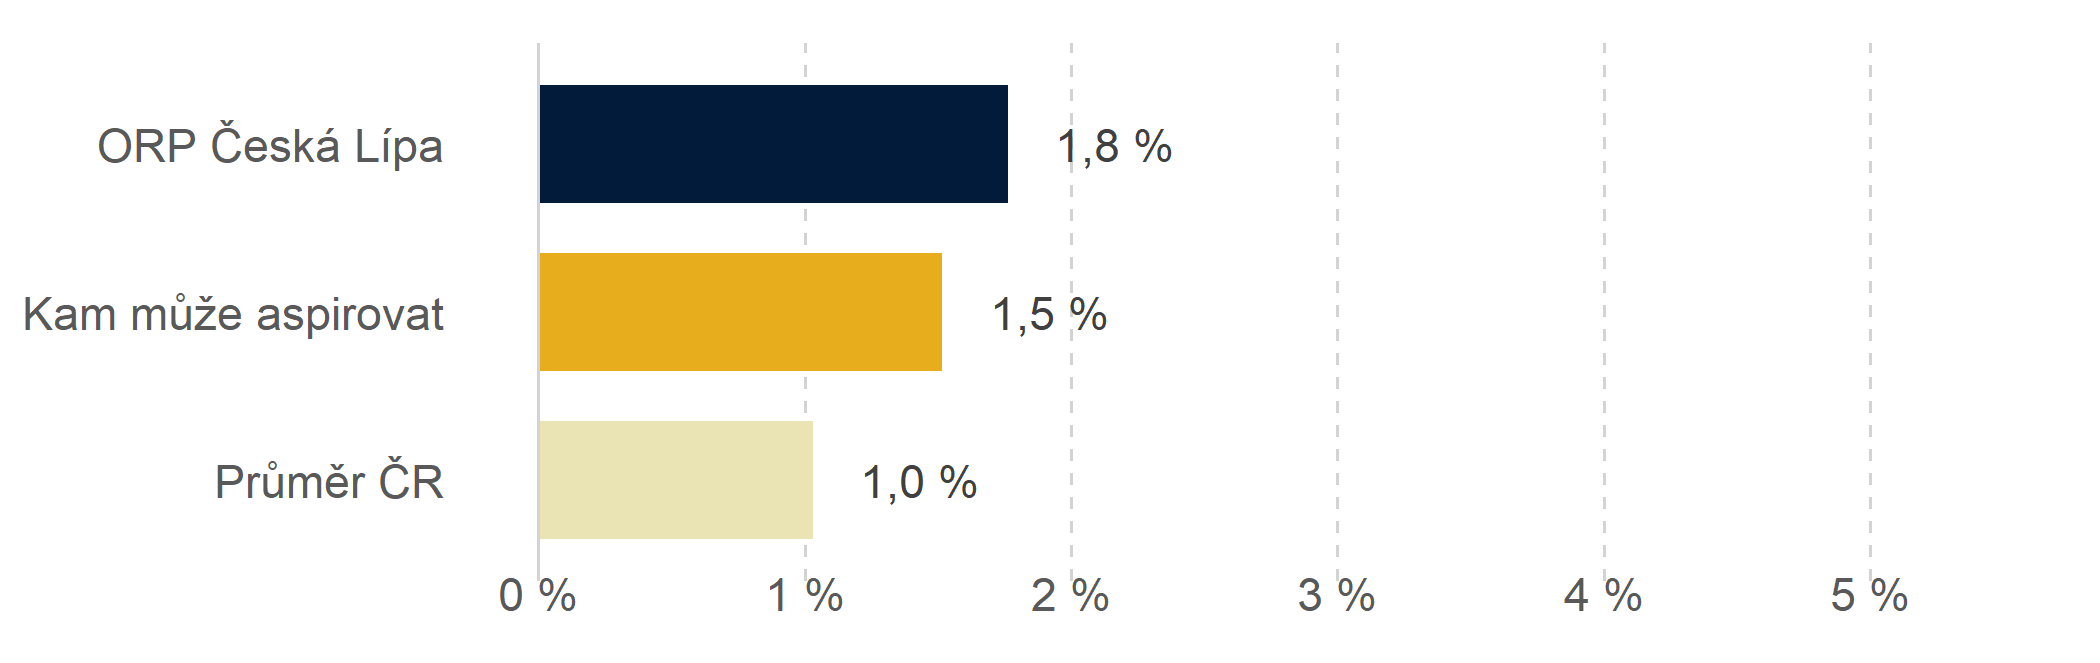 ORP Česká Lípa 1,8 %
Kam může aspirovat 1,5 %
Průměr ČR 1,0 %
0 % 1 % 2 % 3 % 4 % 5 %